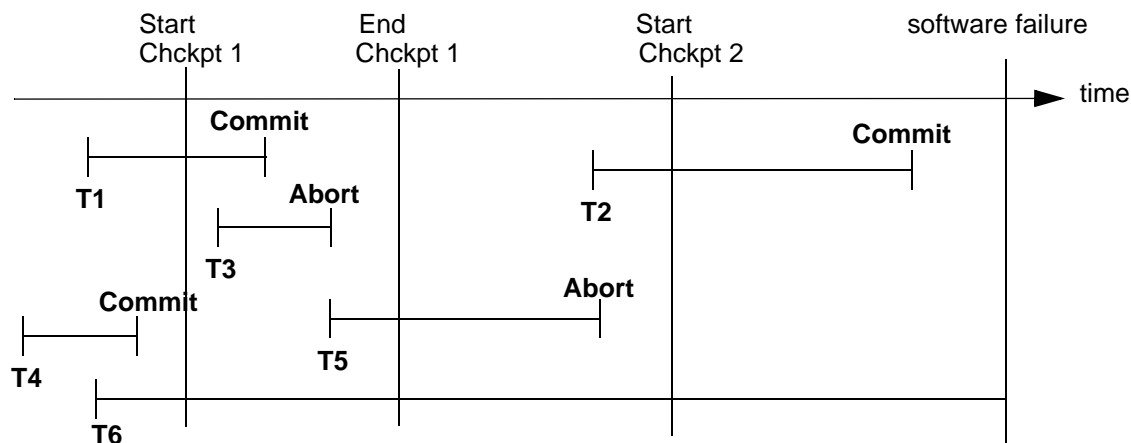 Start
Chckpt 1
End
Chckpt 1
Start
Chckpt 2
software failure
time
Commit
T1
Commit
T2
Abort
T3
Commit
T4
Abort
T5
T6